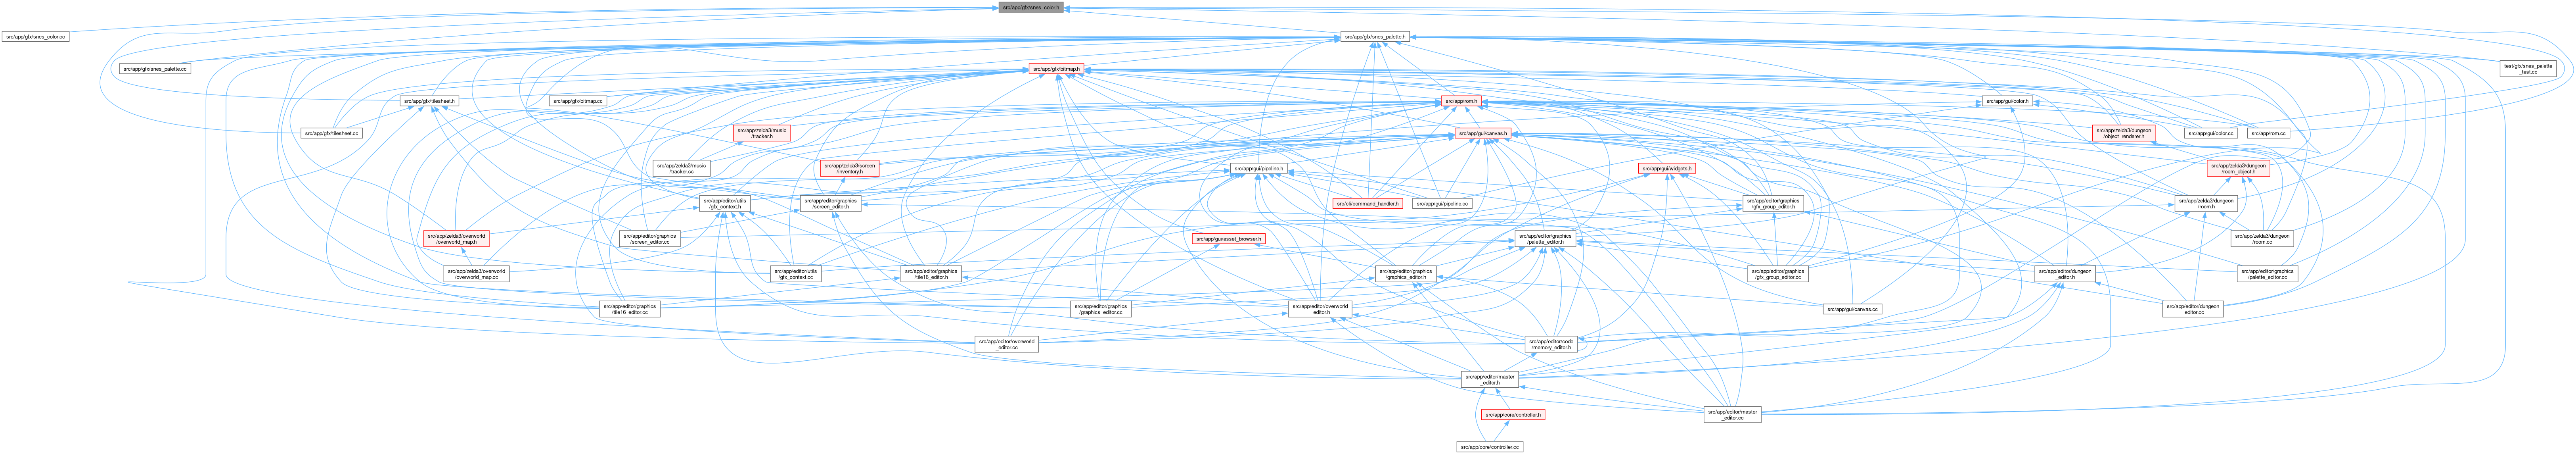 src/app/gfx/snes_color.h
src/app/gfx/snes_color.cc
src/app/gfx/snes_palette.h
src/app/gfx/snes_palette.cc
src/app/gfx/bitmap.h
test/gfx/snes_palette
_test.cc
src/app/gfx/tilesheet.h
src/app/gfx/bitmap.cc
src/app/rom.h
src/app/gui/color.h
src/app/gfx/tilesheet.cc
src/app/zelda3/music
/tracker.h
src/app/gui/canvas.h
src/app/zelda3/dungeon
/object_renderer.h
src/app/gui/color.cc
src/app/rom.cc
src/app/zelda3/music
/tracker.cc
src/app/zelda3/screen
/inventory.h
src/app/gui/pipeline.h
src/app/gui/widgets.h
src/app/zelda3/dungeon
/room_object.h
src/app/editor/utils
/gfx_context.h
src/app/editor/graphics
/screen_editor.h
src/cli/command_handler.h
src/app/gui/pipeline.cc
src/app/editor/graphics
/gfx_group_editor.h
src/app/zelda3/dungeon
/room.h
src/app/zelda3/overworld
/overworld_map.h
src/app/editor/graphics
/screen_editor.cc
src/app/gui/asset_browser.h
src/app/editor/graphics
/palette_editor.h
src/app/zelda3/dungeon
/room.cc
src/app/zelda3/overworld
/overworld_map.cc
src/app/editor/utils
/gfx_context.cc
src/app/editor/graphics
/tile16_editor.h
src/app/editor/graphics
/graphics_editor.h
src/app/editor/graphics
/gfx_group_editor.cc
src/app/editor/dungeon
_editor.h
src/app/editor/graphics
/palette_editor.cc
src/app/editor/graphics
/tile16_editor.cc
src/app/editor/graphics
/graphics_editor.cc
src/app/editor/overworld
_editor.h
src/app/gui/canvas.cc
src/app/editor/dungeon
_editor.cc
src/app/editor/overworld
_editor.cc
src/app/editor/code
/memory_editor.h
src/app/editor/master
_editor.h
src/app/core/controller.h
src/app/editor/master
_editor.cc
src/app/core/controller.cc